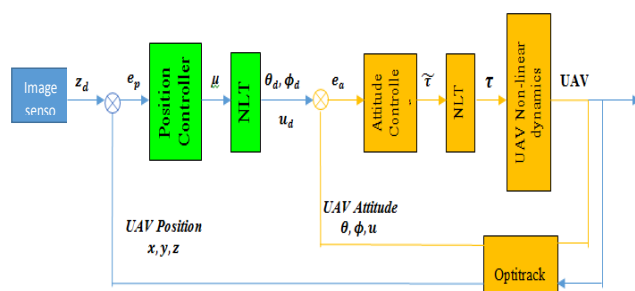 Image
senso
z_d
e_p
Position
Controller
μ
NLT
θ_d, ϕ_d
u_d
e_a
Attitude
Controlle
τ̃
NLT
τ
UAV Non-linear
dynamics
UAV
UAV Position
x, y, z
UAV Attitude
θ, ϕ, u
Optitrack